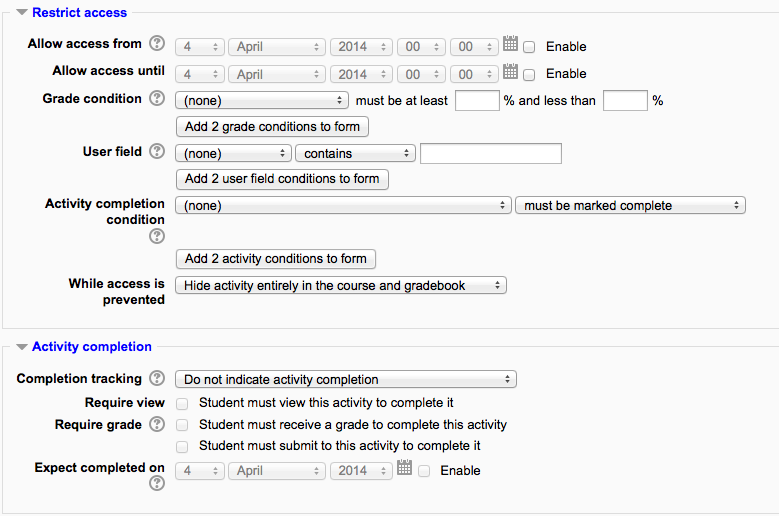 Restrict access
Allow access from ? 4 April 2014 00 00 Enable
Allow access until 4 April 2014 00 00 Enable
Grade condition ? (none) must be at least % and less than %
Add 2 grade conditions to form
User field ? (none) contains
Add 2 user field conditions to form
Activity completion (none) must be marked complete
condition
?
Add 2 activity conditions to form
While access is Hide activity entirely in the course and gradebook
prevented
Activity completion
Completion tracking ? Do not indicate activity completion
Require view Student must view this activity to complete it
Require grade ? Student must receive a grade to complete this activity
Student must submit to this activity to complete it
Expect completed on 4 April 2014 Enable
?